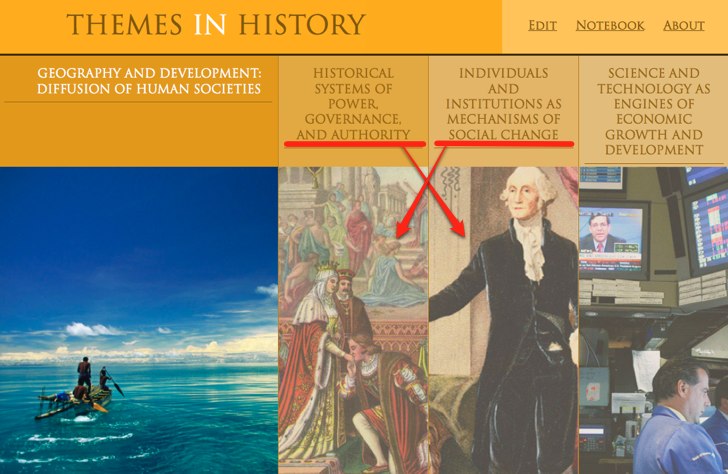 THEMES IN HISTORY
EDIT NOTEBOOK ABOUT
GEOGRAPHY AND DEVELOPMENT:
DIFFUSION OF HUMAN SOCIETIES
HISTORICAL
SYSTEMS OF
POWER,
GOVERNANCE,
AND AUTHORITY
INDIVIDUALS
AND
INSTITUTIONS AS
MECHANISMS OF
SOCIAL CHANGE
SCIENCE AND
TECHNOLOGY AS
ENGINES OF
ECONOMIC
GROWTH AND
DEVELOPMENT